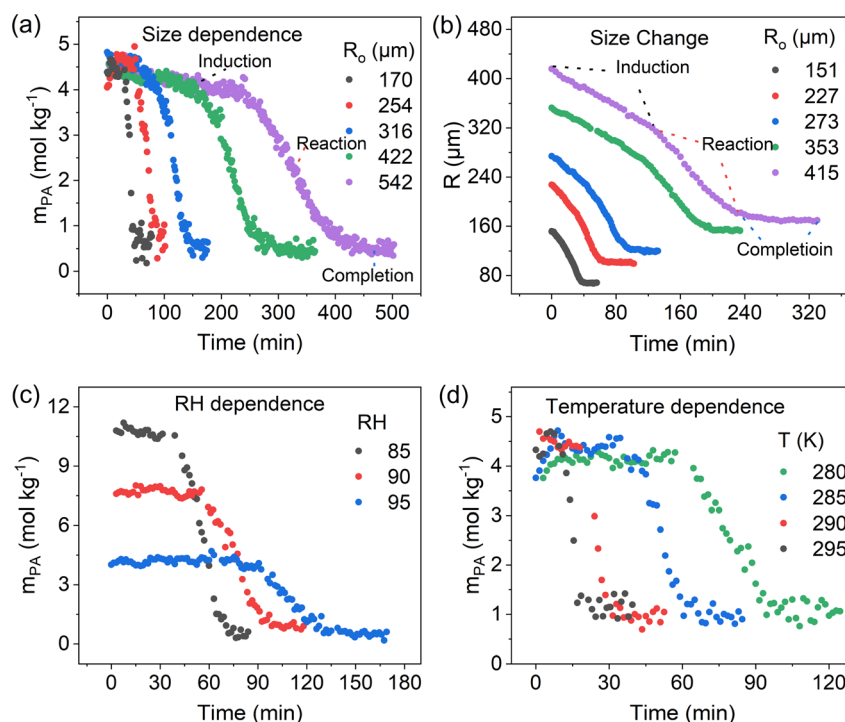 (a)
Size dependence
Rₒ (μm)
170
254
316
422
542
Induction
Reaction
Completion
m_PA (mol kg⁻¹)
5
4
3
2
1
0
0 100 200 300 400 500
Time (min)
(b)
Size Change
Rₒ (μm)
151
227
273
353
415
Induction
Reaction
Completioin
R (μm)
480
400
320
240
160
80
0 80 160 240 320
Time (min)
(c)
RH dependence
RH
85
90
95
m_PA (mol kg⁻¹)
12
9
6
3
0
0 30 60 90 120 150 180
Time (min)
(d)
Temperature dependence
T (K)
280
285
290
295
m_PA (mol kg⁻¹)
5
4
3
2
1
0
0 30 60 90 120
Time (min)